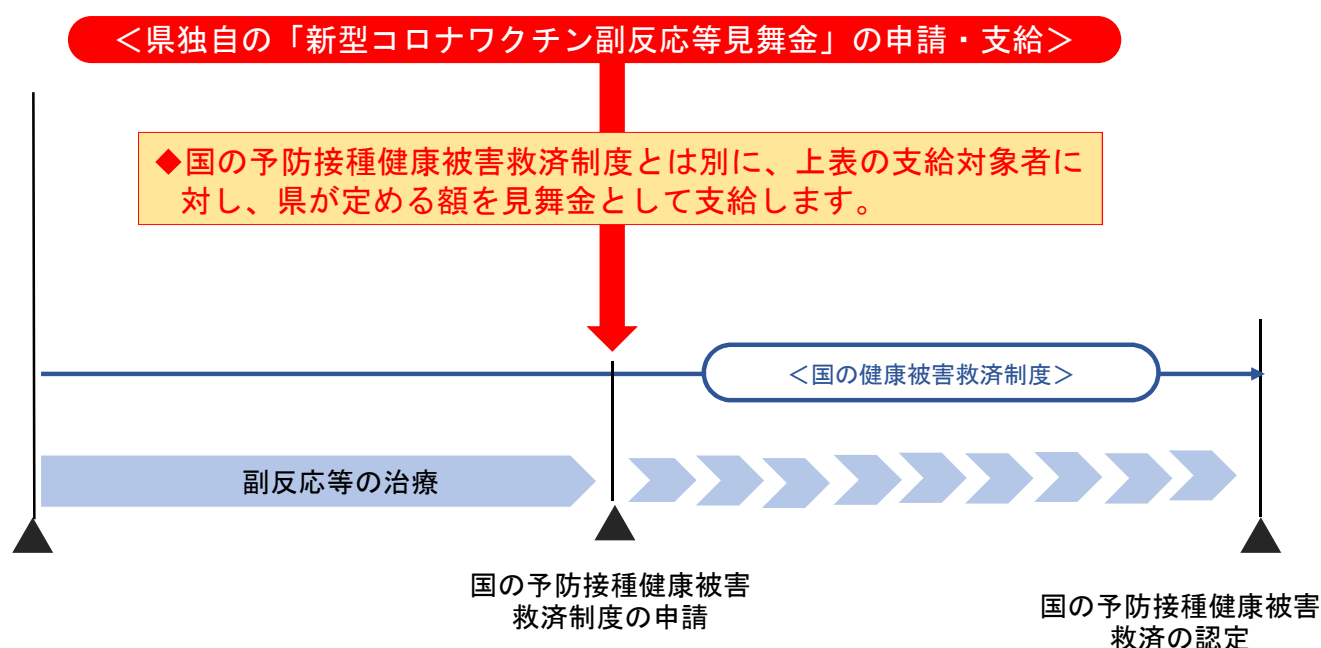 ＜県独自の「新型コロナワクチン副反応等見舞金」の申請・支給＞
◆国の予防接種健康被害救済制度とは別に、上表の支給対象者に
対し、県が定める額を見舞金として支給します。
＜国の健康被害救済制度＞
副反応等の治療
国の予防接種健康被害
救済制度の申請
国の予防接種健康被害
救済の認定